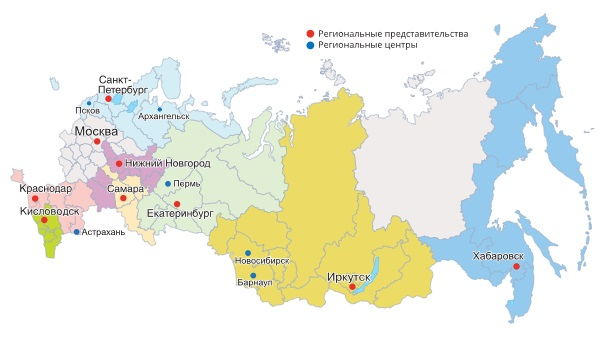 Региональные представительства
Региональные центры
Санкт-
Петербург
Псков
Архангельск
Москва
Нижний Новгород
Пермь
Краснодар
Самара
Кисловодск
Екатеринбург
Астрахань
Новосибирск
Барнаул
Иркутск
Хабаровск